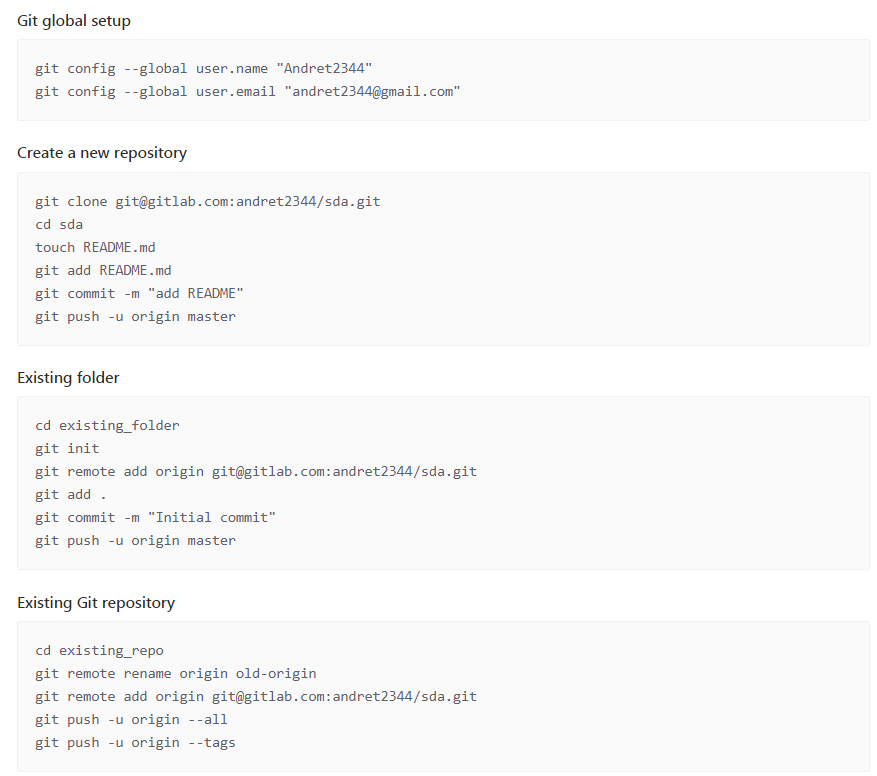 Git global setup
git config --global user.name "Andret2344"
git config --global user.email "andret2344@gmail.com"
Create a new repository
git clone git@gitlab.com:andret2344/sda.git
cd sda
touch README.md
git add README.md
git commit -m "add README"
git push -u origin master
Existing folder
cd existing_folder
git init
git remote add origin git@gitlab.com:andret2344/sda.git
git add .
git commit -m "Initial commit"
git push -u origin master
Existing Git repository
cd existing_repo
git remote rename origin old-origin
git remote add origin git@gitlab.com:andret2344/sda.git
git push -u origin --all
git push -u origin --tags